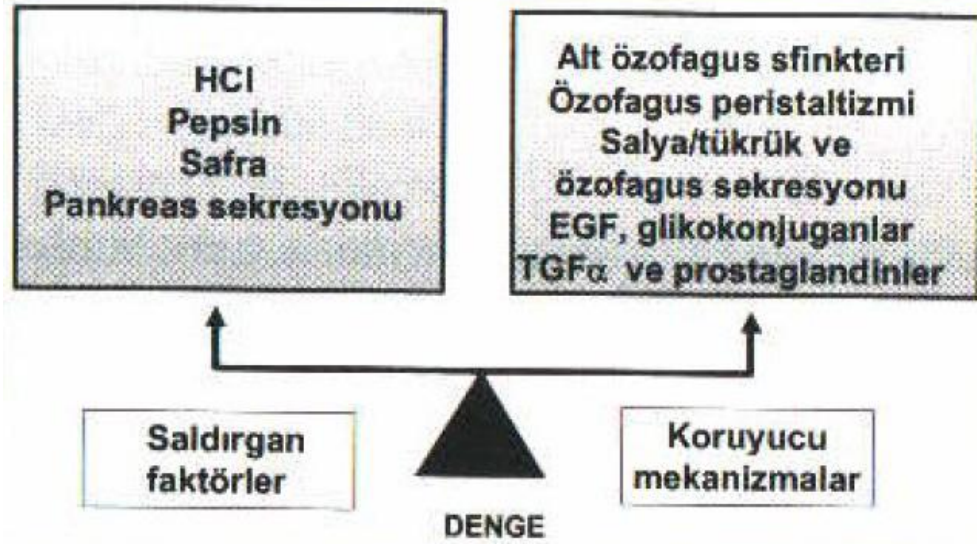 HCl
Pepsin
Safra
Pankreas sekresyonu
Alt özofagus sfinkteri
Özofagus peristaltizmi
Salya/tükrük ve
özofagus sekresyonu
EGF, glikokonjuganlar
TGFα ve prostaglandinler
Saldırgan
faktörler
Koruyucu
mekanizmalar
DENGE